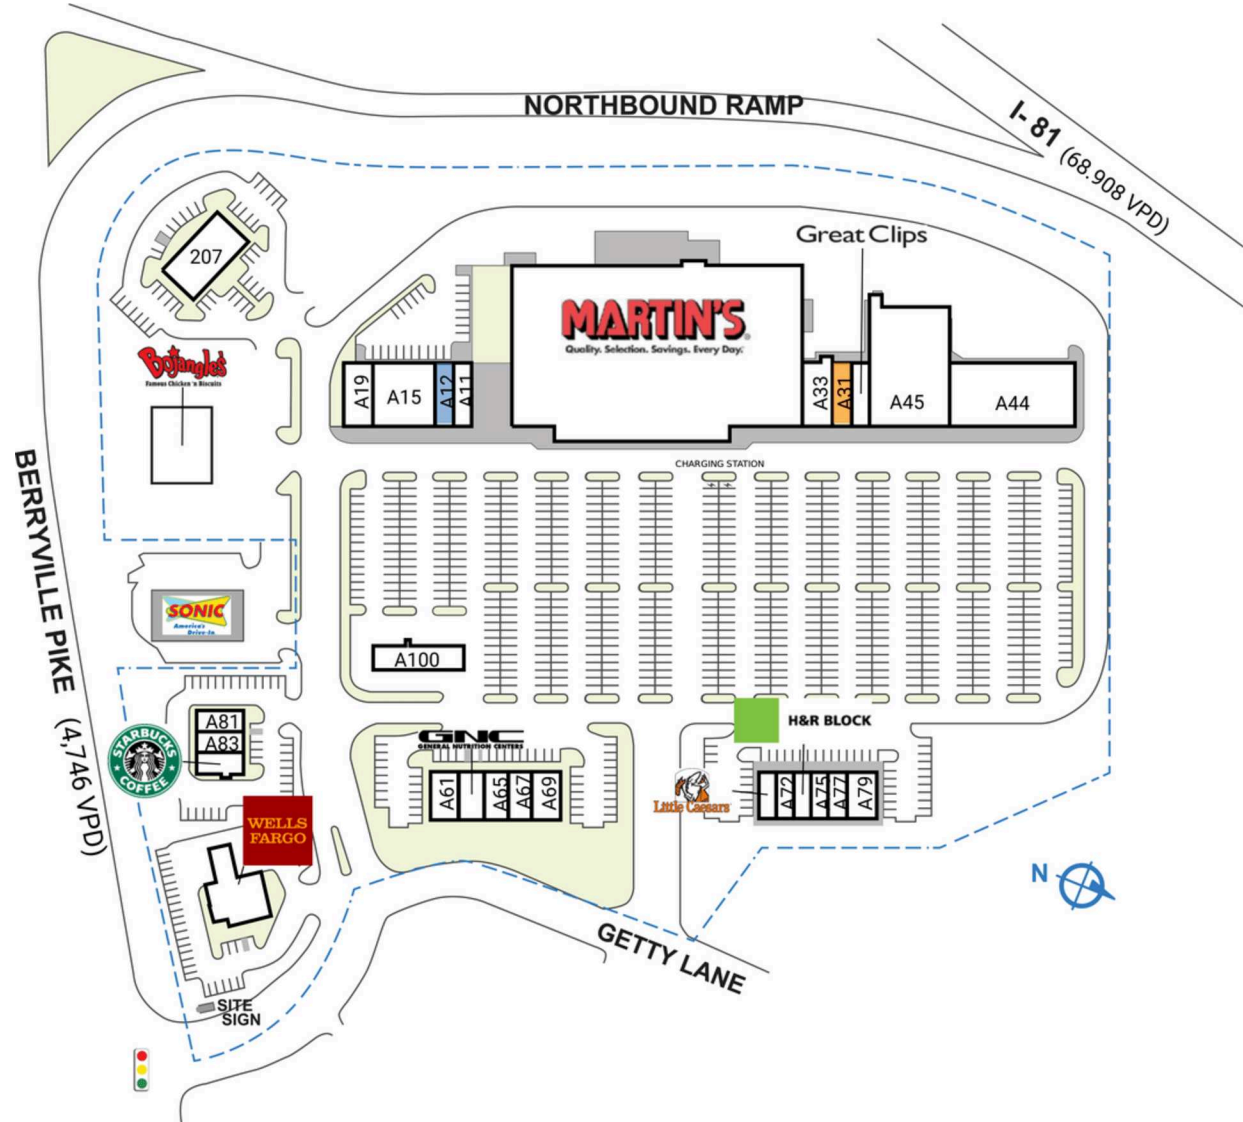 NORTHBOUND RAMP
I-81 (68.908 VPD)
207
Great Clips
MARTIN'S
Quality. Selection. Savings. Every Day.
Bojangles'
Famous Chicken 'n Biscuits
A19
A15
A12
A11
A33
A31
A45
A44
CHARGING STATION
BERRYVILLE PIKE (4,746 VPD)
SONIC
America's
Drive-In.
A100
A81
A83
STARBUCKS
COFFEE
GNC
GENERAL NUTRITION CENTERS
H&R BLOCK
A61
A65
A67
A69
Little Caesars
A72
A75
A77
A79
WELLS
FARGO
N
GETTY LANE
SITE
SIGN